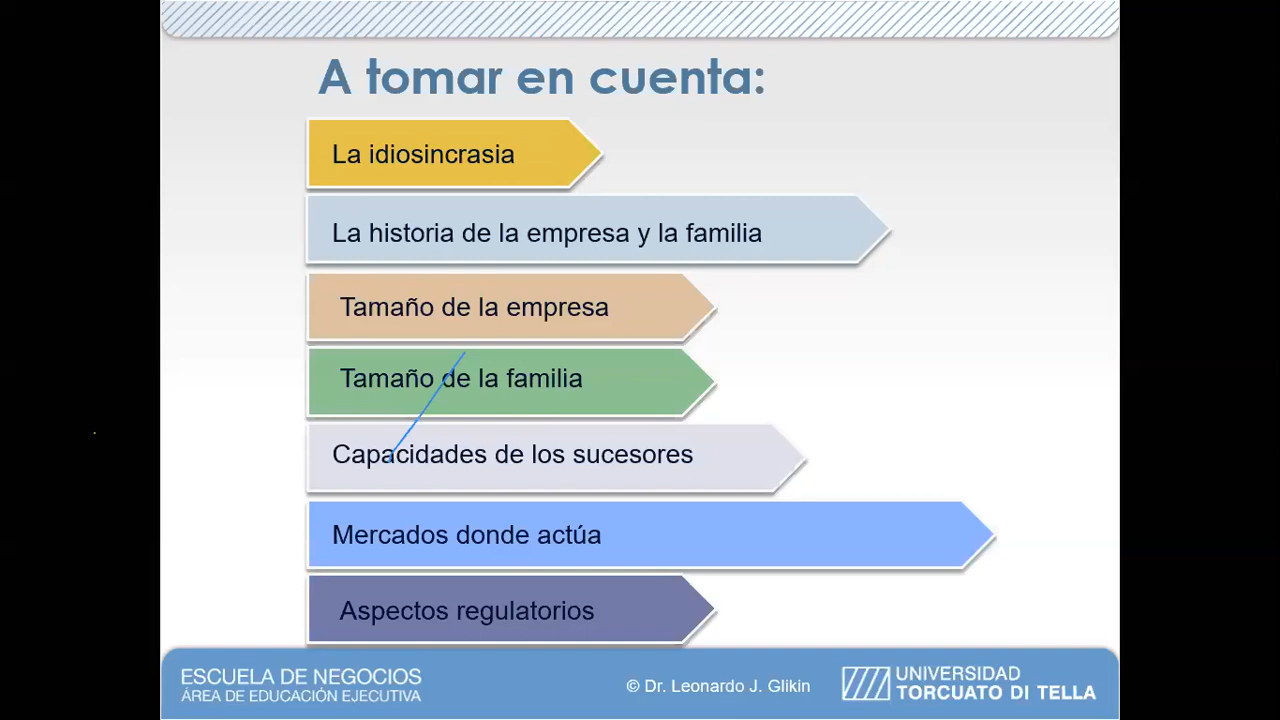 A tomar en cuenta:
La idiosincrasia
La historia de la empresa y la familia
Tamaño de la empresa
Tamaño de la familia
Capacidades de los sucesores
Mercados donde actúa
Aspectos regulatorios
ESCUELA DE NEGOCIOS
ÁREA DE EDUCACIÓN EJECUTIVA
© Dr. Leonardo J. Glikin
UNIVERSIDAD
TORCUATO DI TELLA